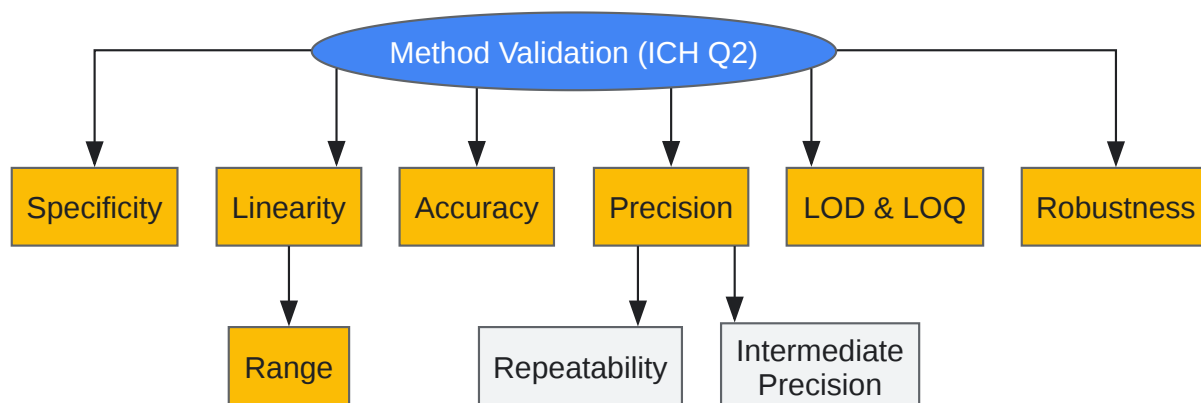 Method Validation (ICH Q2)
Specificity
Linearity
Accuracy
Precision
LOD & LOQ
Robustness
Range
Repeatability
Intermediate
Precision